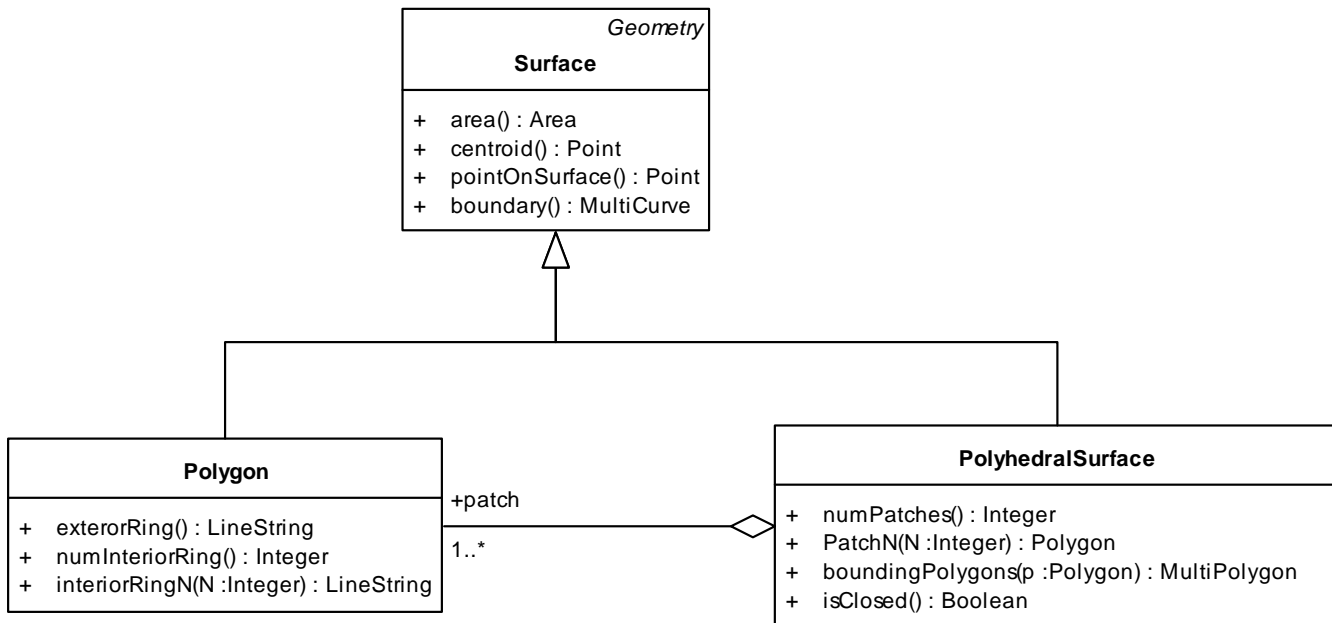 Geometry
Surface
+ area() : Area
+ centroid() : Point
+ pointOnSurface() : Point
+ boundary() : MultiCurve
Polygon
+ exterorRing() : LineString
+ numInteriorRing() : Integer
+ interiorRingN(N :Integer) : LineString
+patch
1..*
PolyhedralSurface
+ numPatches() : Integer
+ PatchN(N :Integer) : Polygon
+ boundingPolygons(p :Polygon) : MultiPolygon
+ isClosed() : Boolean